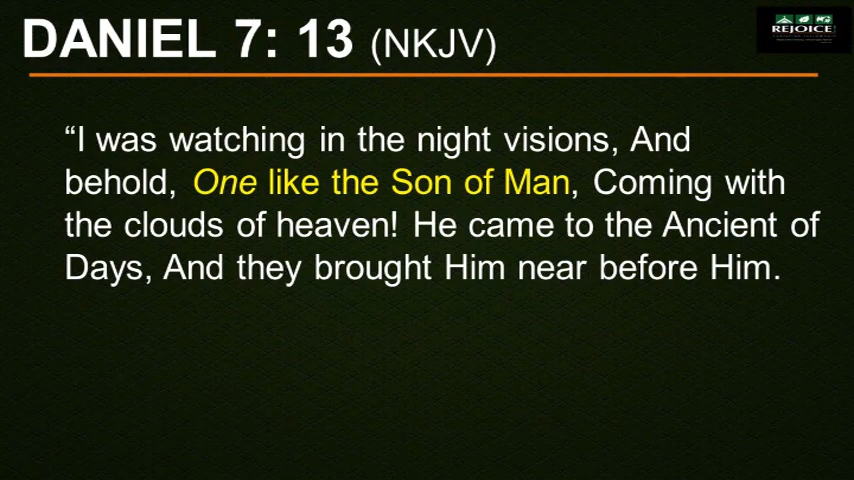 DANIEL 7: 13 (NKJV)
REJOICE
“I was watching in the night visions, And
behold, One like the Son of Man, Coming with
the clouds of heaven! He came to the Ancient of
Days, And they brought Him near before Him.